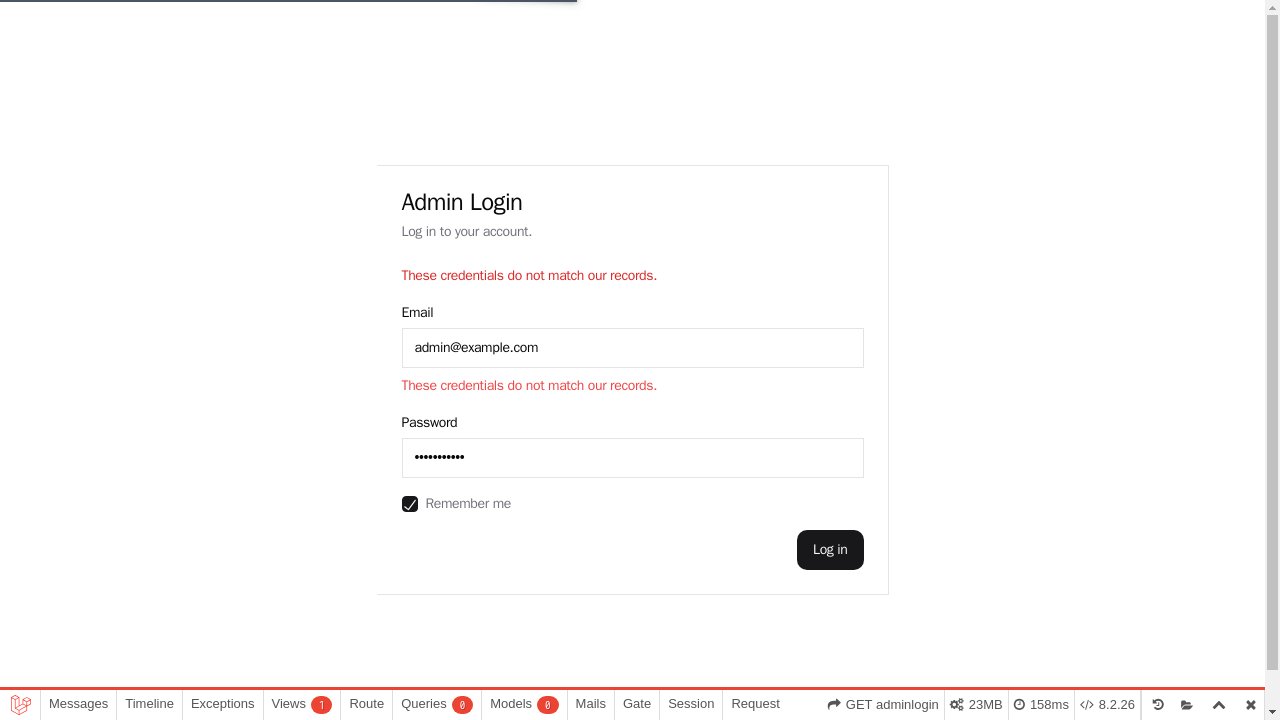 Admin Login
Log in to your account.
These credentials do not match our records.
Email
admin@example.com
These credentials do not match our records.
Password
•••••••••••
Remember me
Log in
Messages Timeline Exceptions Views 1 Route Queries 0 Models 0 Mails Gate Session Request GET adminlogin 23MB 158ms 8.2.26